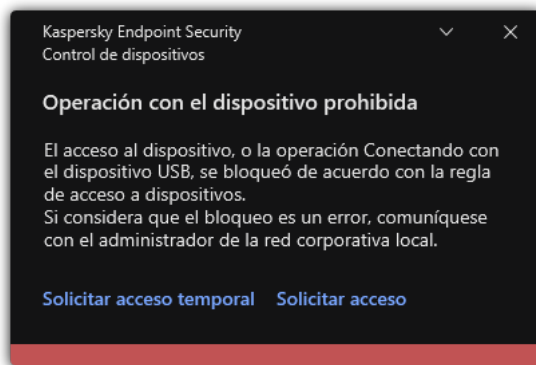 Kaspersky Endpoint Security
Control de dispositivos
Operación con el dispositivo prohibida
El acceso al dispositivo, o la operación Conectando con
el dispositivo USB, se bloqueó de acuerdo con la regla
de acceso a dispositivos.
Si considera que el bloqueo es un error, comuníquese
con el administrador de la red corporativa local.
Solicitar acceso temporal Solicitar acceso